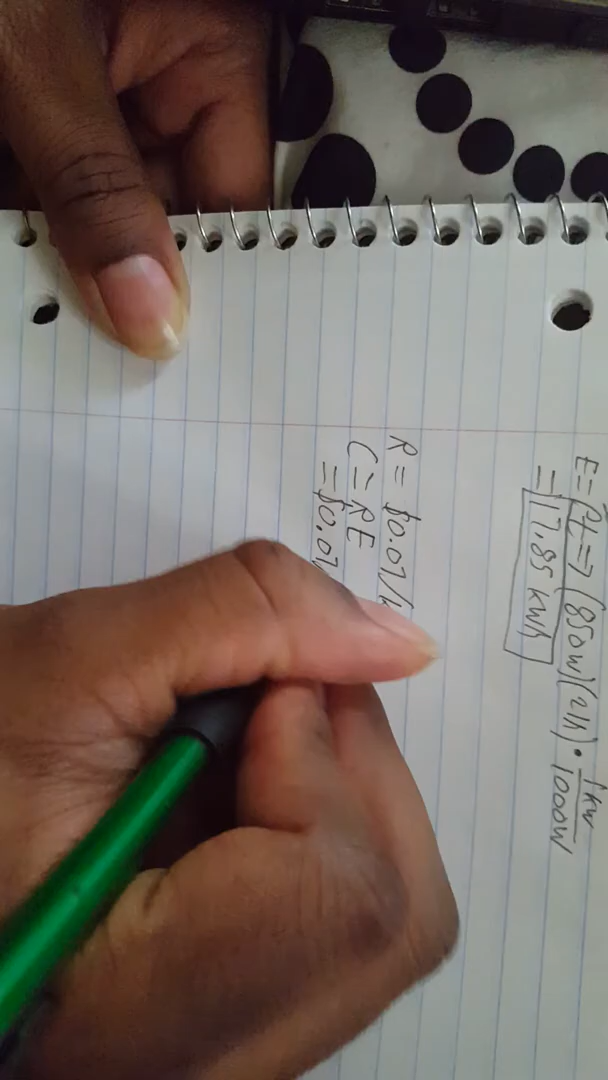 E = Pt => (850W)(21h) · 1kW/1000W
= 17.85 kWh
R = $0.07/k
C = RE
= $0.07